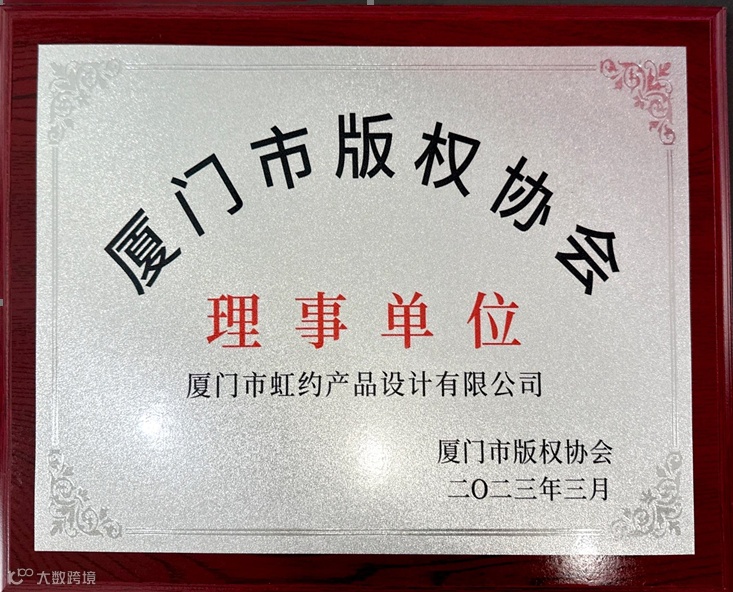 厦门市版权协会
理事单位
厦门市虹约产品设计有限公司
厦门市版权协会
二〇二三年三月
大数跨境